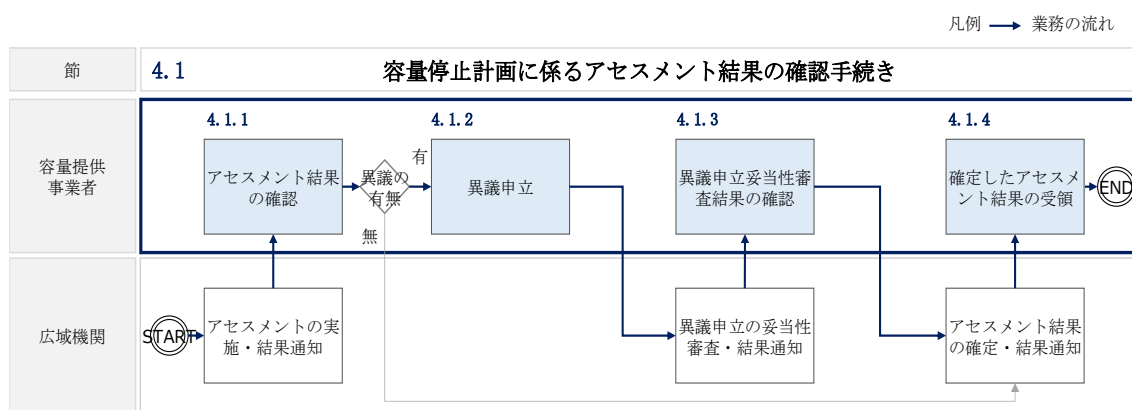 凡例 業務の流れ
節
4.1
容量停止計画に係るアセスメント結果の確認手続き
容量提供
事業者
4.1.1
アセスメント結果
の確認
異議の
有無
有
無
4.1.2
異議申立
4.1.3
異議申立妥当性審
査結果の確認
4.1.4
確定したアセスメ
ント結果の受領
END
広域機関
START
アセスメントの実
施・結果通知
異議申立の妥当性
審査・結果通知
アセスメント結果
の確定・結果通知